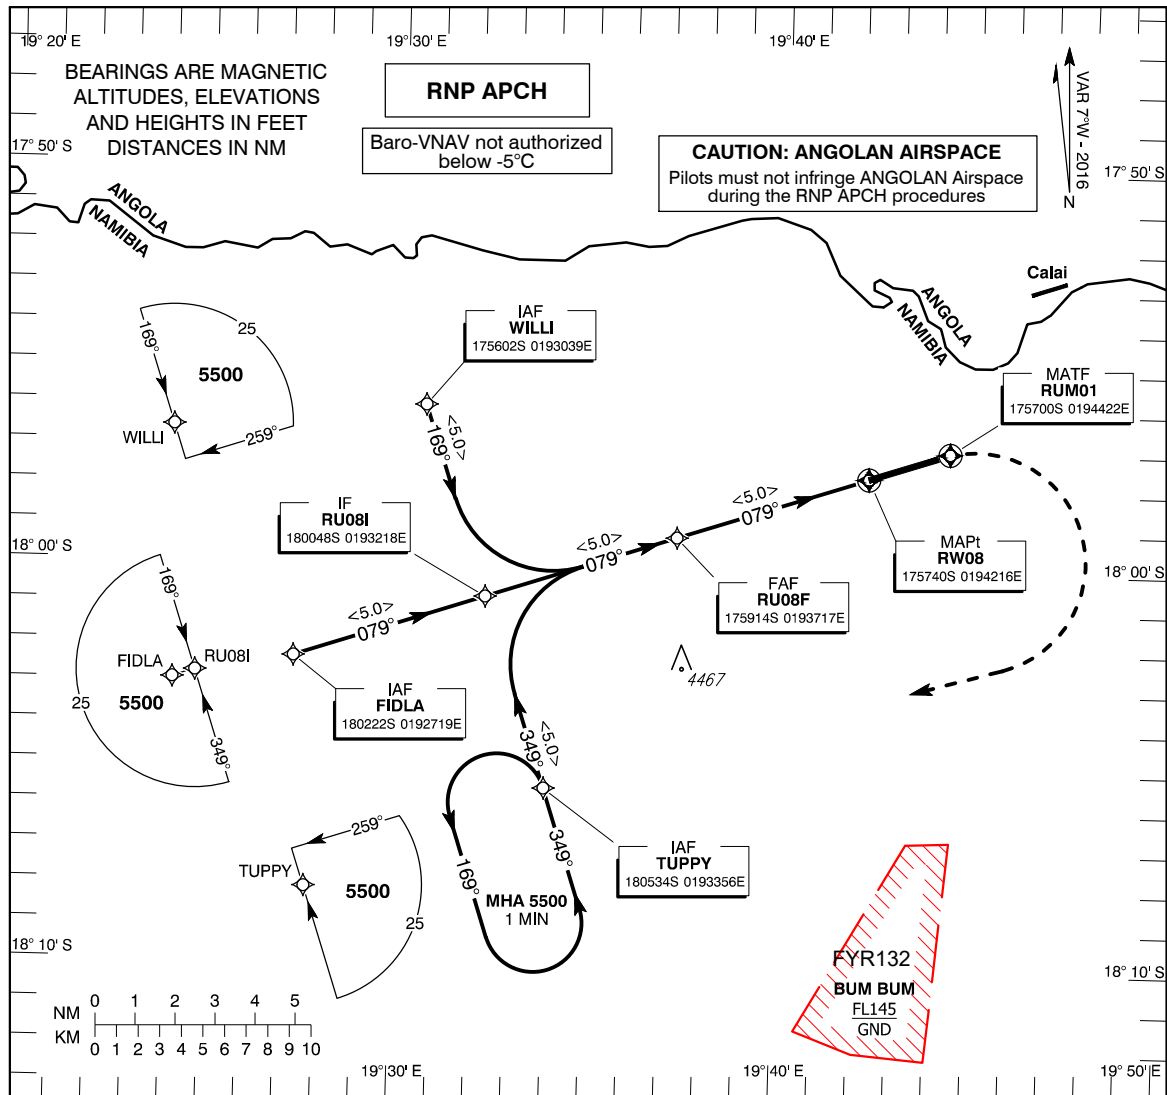 19° 20' E
19° 30' E
19° 40' E
BEARINGS ARE MAGNETIC
ALTITUDES, ELEVATIONS
AND HEIGHTS IN FEET
DISTANCES IN NM
RNP APCH
Baro-VNAV not authorized
below -5°C
CAUTION: ANGOLAN AIRSPACE
Pilots must not infringe ANGOLAN Airspace
during the RNP APCH procedures
VAR 7°W - 2016
N
17° 50' S
17° 50' S
ANGOLA
NAMIBIA
Calai
ANGOLA
NAMIBIA
IAF
WILLI
175602S 0193039E
169°
25
5500
259°
WILLI
MATF
RUM01
175700S 0194422E
<5.0>
169°
IF
RU08I
180048S 0193218E
<5.0>
079°
<5.0>
079°
<5.0>
079°
MAPt
RW08
175740S 0194216E
FAF
RU08F
175914S 0193717E
18° 00' S
18° 00' S
169°
FIDLA
RU08I
5500
25
349°
IAF
FIDLA
180222S 0192719E
4467
<5.0>
349°
IAF
TUPPY
180534S 0193356E
169°
349°
MHA 5500
1 MIN
259°
TUPPY
5500
25
FYR132
BUM BUM
FL145
GND
18° 10' S
18° 10' S
NM
0 1 2 3 4 5
KM
0 1 2 3 4 5 6 7 8 9 10
19° 30' E
19° 40' E
19° 50' E